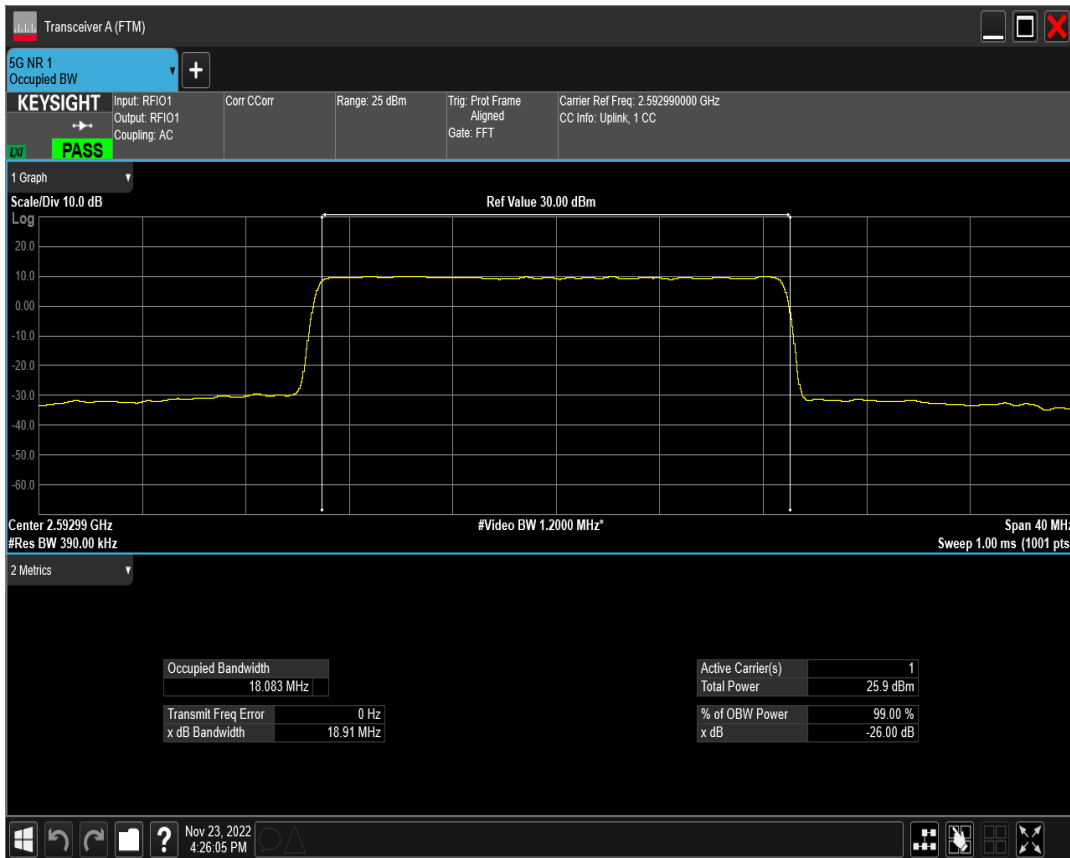 Transceiver A (FTM)
5G NR 1
Occupied BW
+
KEYSIGHT
LXI
PASS
Input: RFIO1
Output: RFIO1
Coupling: AC
Corr CCorr
Range: 25 dBm
Trig: Prot Frame
Aligned
Gate: FFT
Carrier Ref Freq: 2.592990000 GHz
CC Info: Uplink, 1 CC
1 Graph
Scale/Div 10.0 dB
Ref Value 30.00 dBm
Log
20.0
10.0
0.00
-10.0
-20.0
-30.0
-40.0
-50.0
-60.0
Center 2.59299 GHz
#Video BW 1.2000 MHz*
Span 40 MHz
#Res BW 390.00 kHz
Sweep 1.00 ms (1001 pts
2 Metrics
Occupied Bandwidth
18.083 MHz
Transmit Freq Error 0 Hz
x dB Bandwidth 18.91 MHz
Active Carrier(s) 1
Total Power 25.9 dBm
% of OBW Power 99.00 %
x dB -26.00 dB
?
Nov 23, 2022
4:26:05 PM